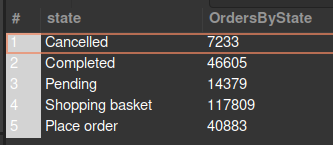 # state OrdersByState
1 Cancelled 7233
2 Completed 46605
3 Pending 14379
4 Shopping basket 117809
5 Place order 40883